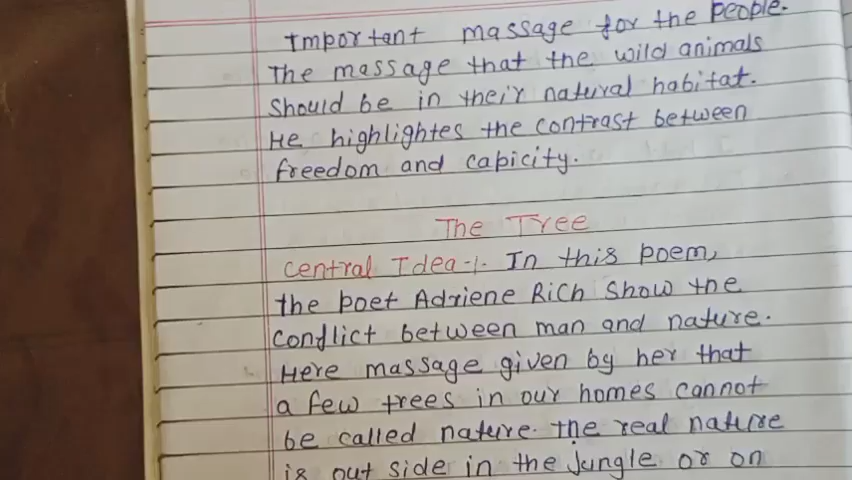 Important massage for the people.
The massage that the wild animals
should be in their natural habitat.
He highlightes the contrast between
freedom and capicity.
The Tree
Central Idea-:- In this poem,
the poet Adriene Rich show the
conflict between man and nature.
Here massage given by her that
a few trees in our homes cannot
be called nature. The real nature
is out side in the jungle or on